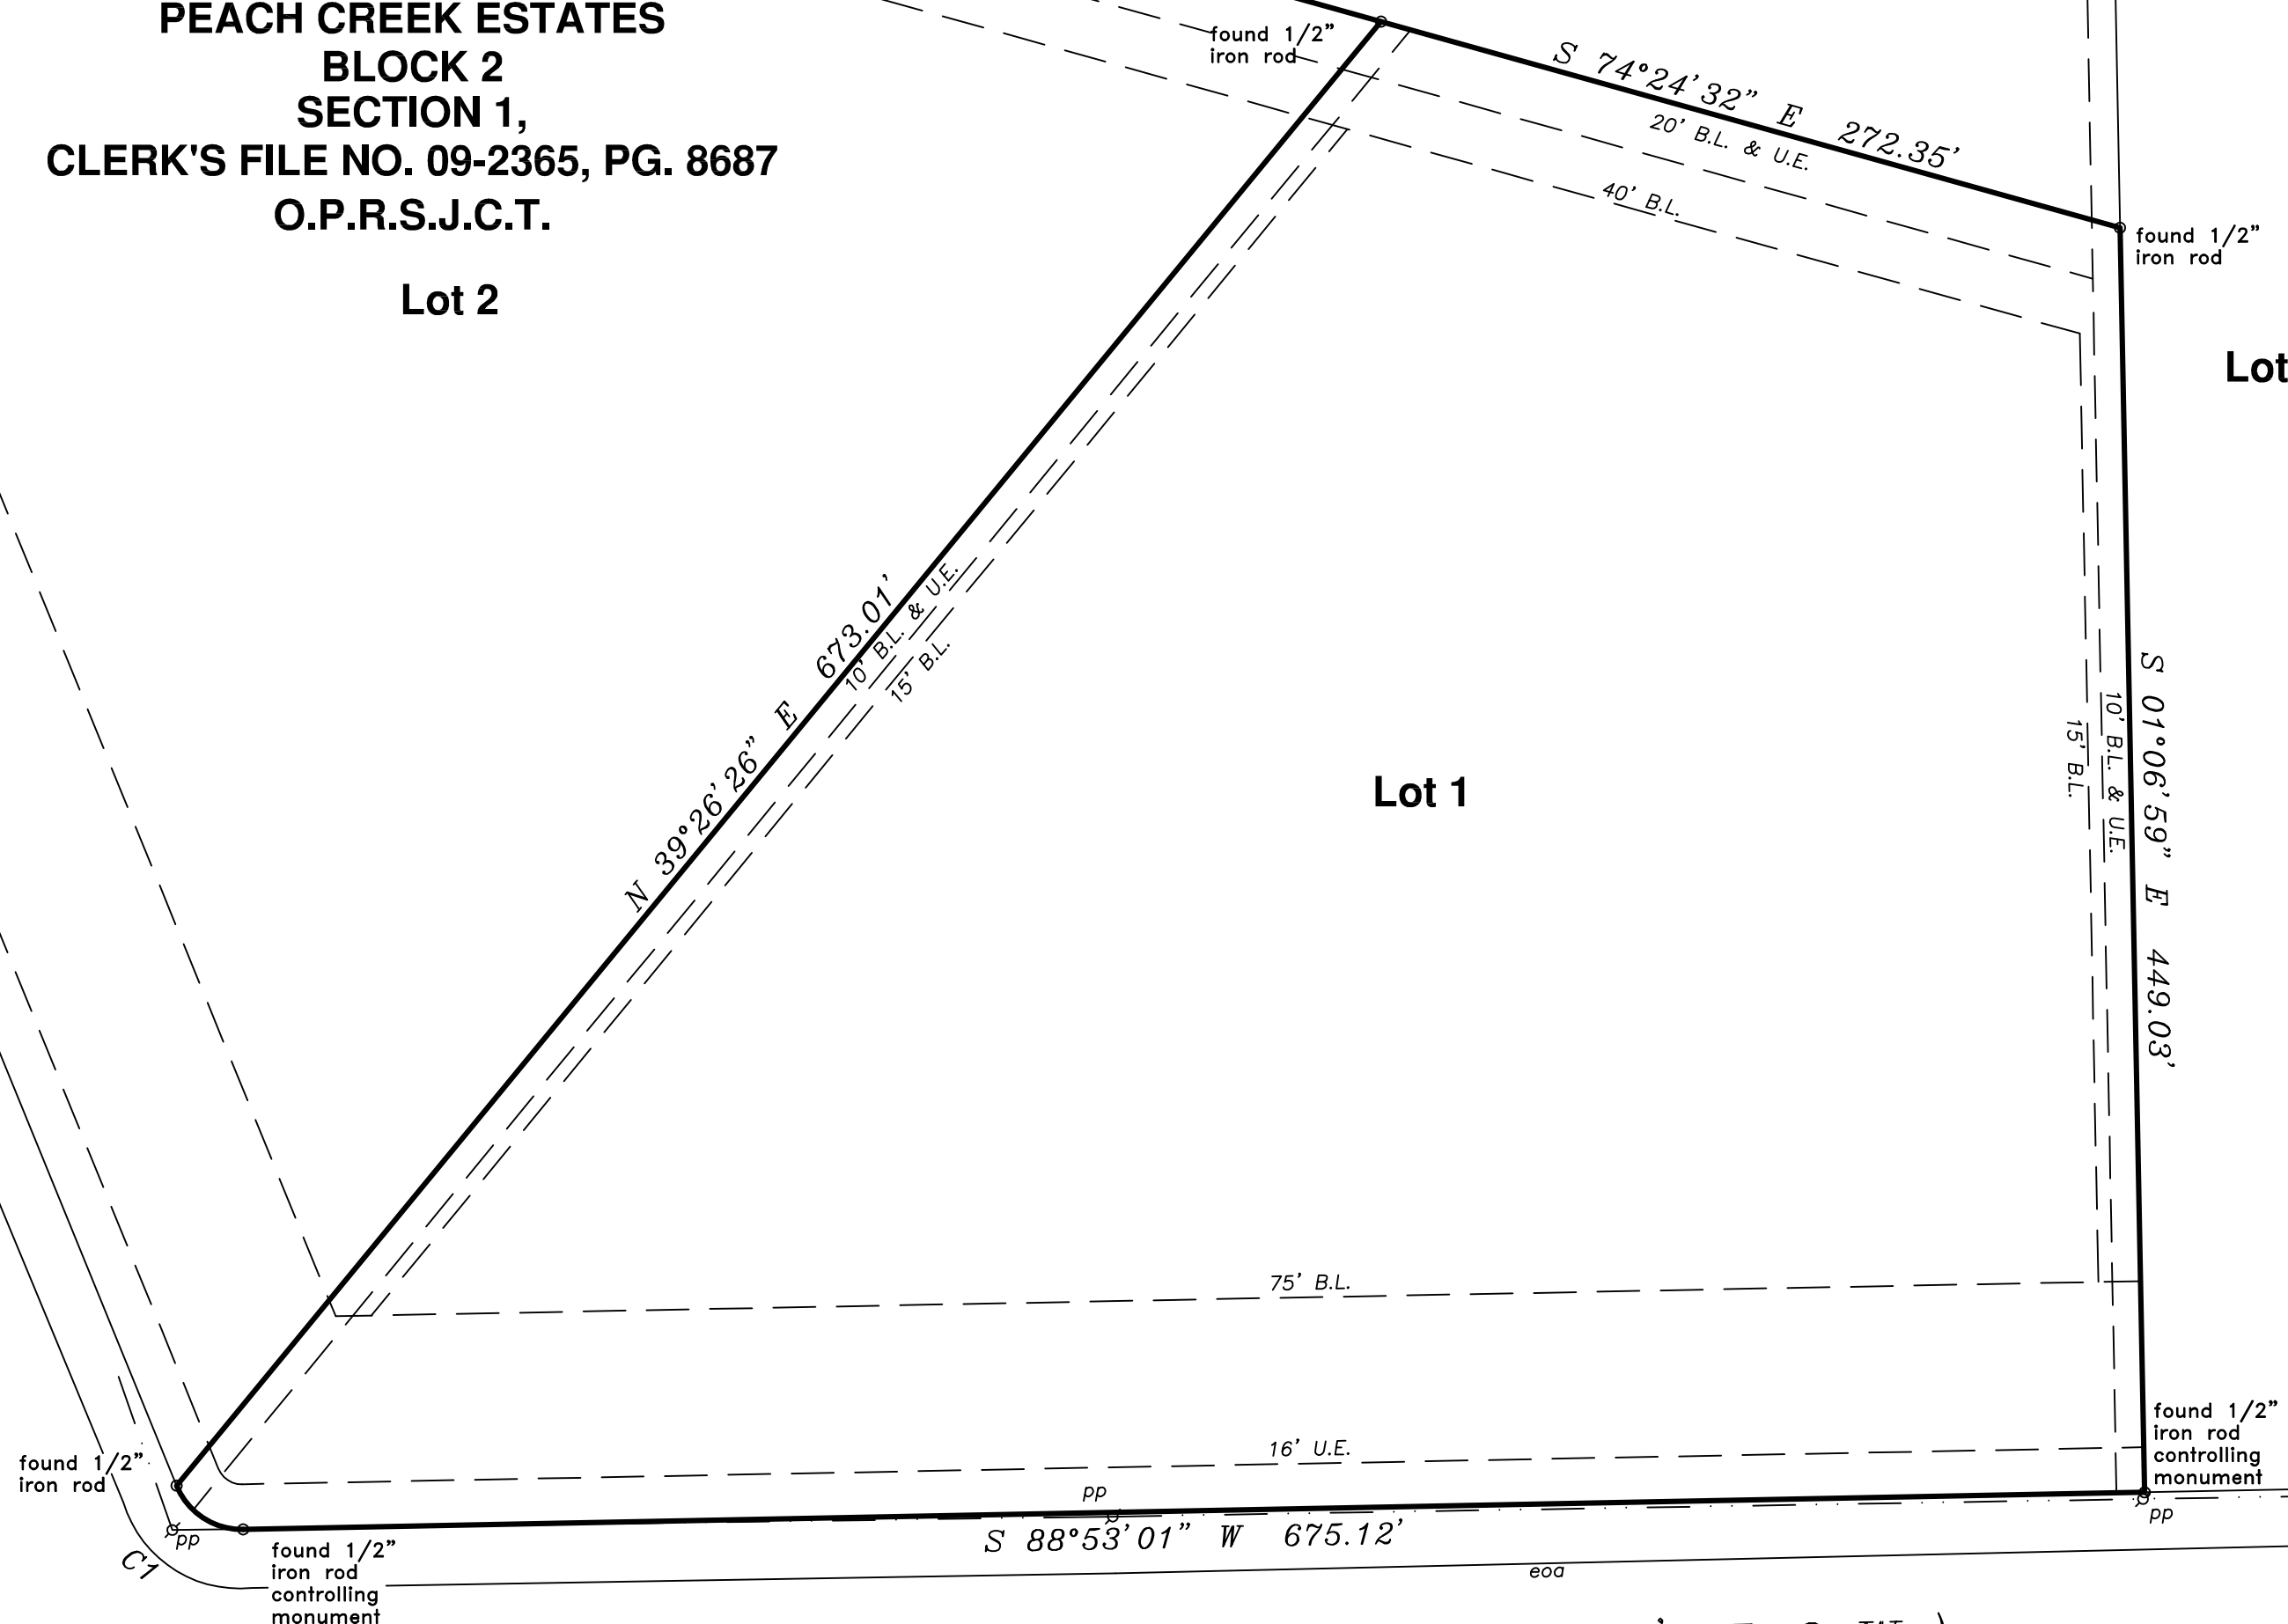 PEACH CREEK ESTATES
BLOCK 2
SECTION 1,
CLERK'S FILE NO. 09-2365, PG. 8687
O.P.R.S.J.C.T.
Lot 2
found 1/2"
iron rod
S 74°24'32" E 272.35'
20' B.L. & U.E.
40' B.L.
found 1/2"
iron rod
Lot
N 39°26'26" E 673.01'
10' B.L. & U.E.
15' B.L.
Lot 1
S 01°06'59" E 449.03'
10' B.L. & U.E.
15' B.L.
75' B.L.
16' U.E.
found 1/2"
iron rod
controlling
monument
found 1/2"
iron rod
pp
pp
pp
S 88°53'01" W 675.12'
C1
found 1/2"
iron rod
controlling
monument
eoa